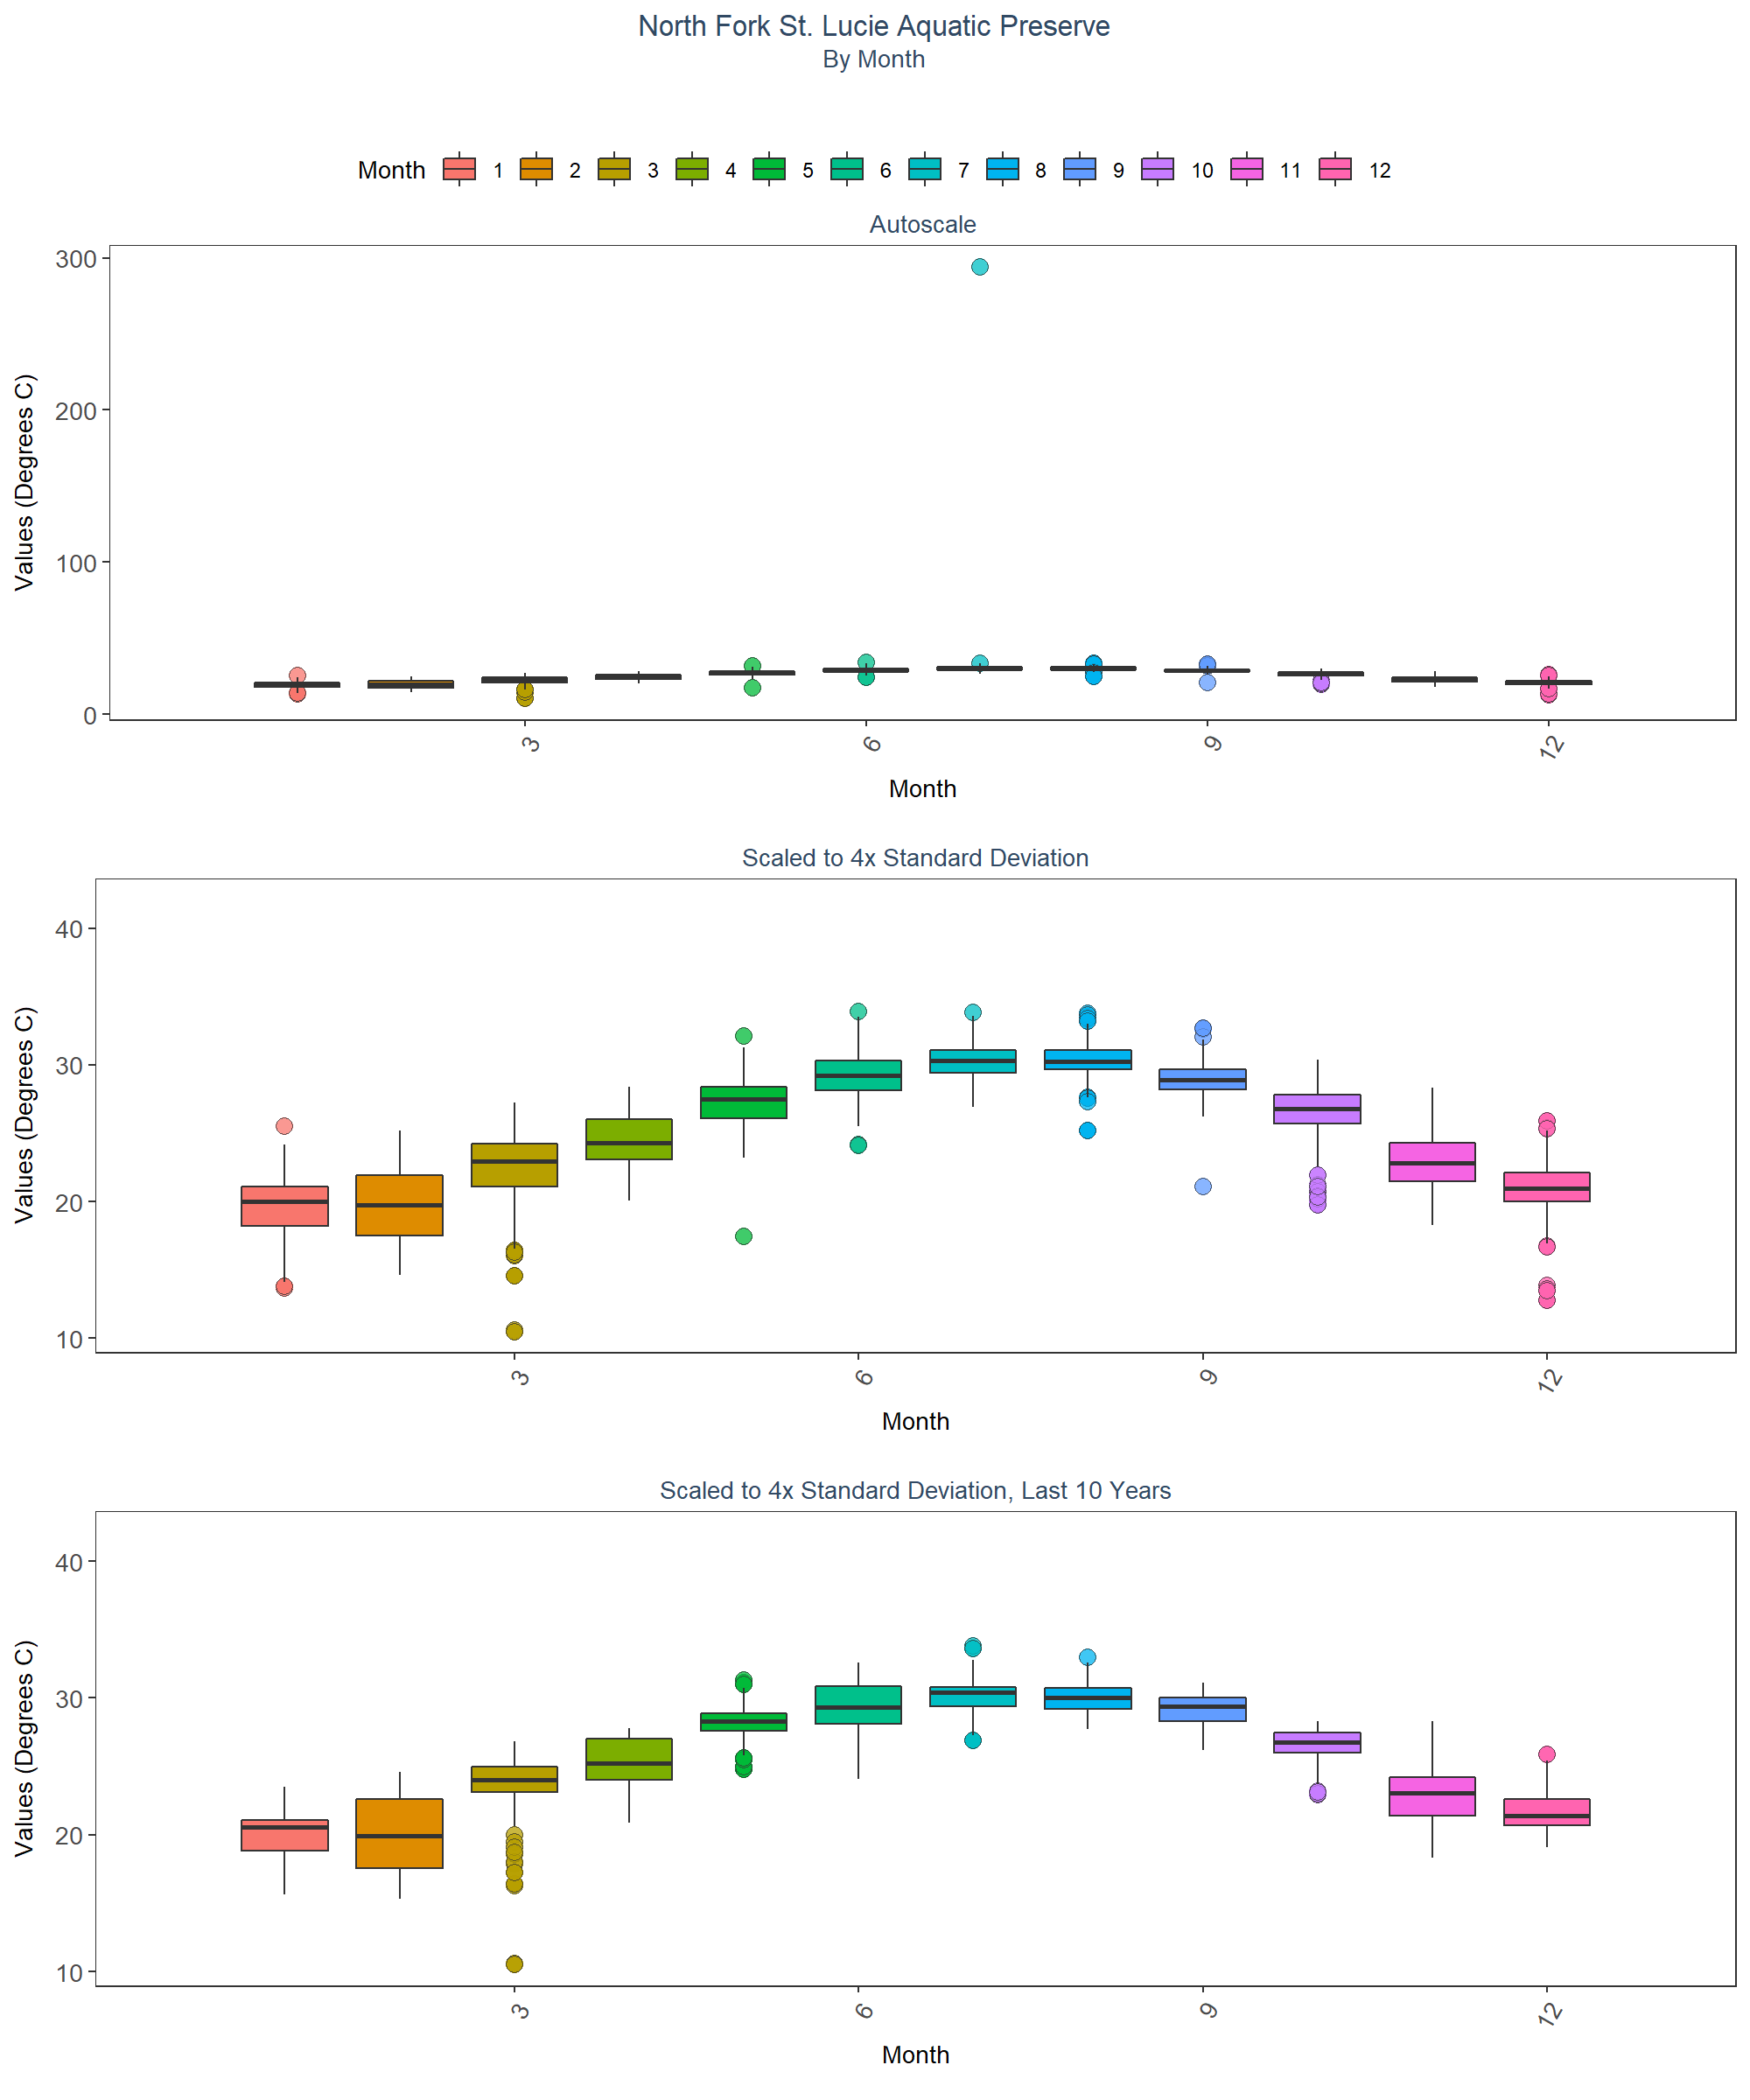 North Fork St. Lucie Aquatic Preserve
By Month
Month 1 2 3 4 5 6 7 8 9 10 11 12
Autoscale
Values (Degrees C)
300
200
100
0
3 6 9 12
Month
Scaled to 4x Standard Deviation
Values (Degrees C)
40
30
20
10
3 6 9 12
Month
Scaled to 4x Standard Deviation, Last 10 Years
Values (Degrees C)
40
30
20
10
3 6 9 12
Month